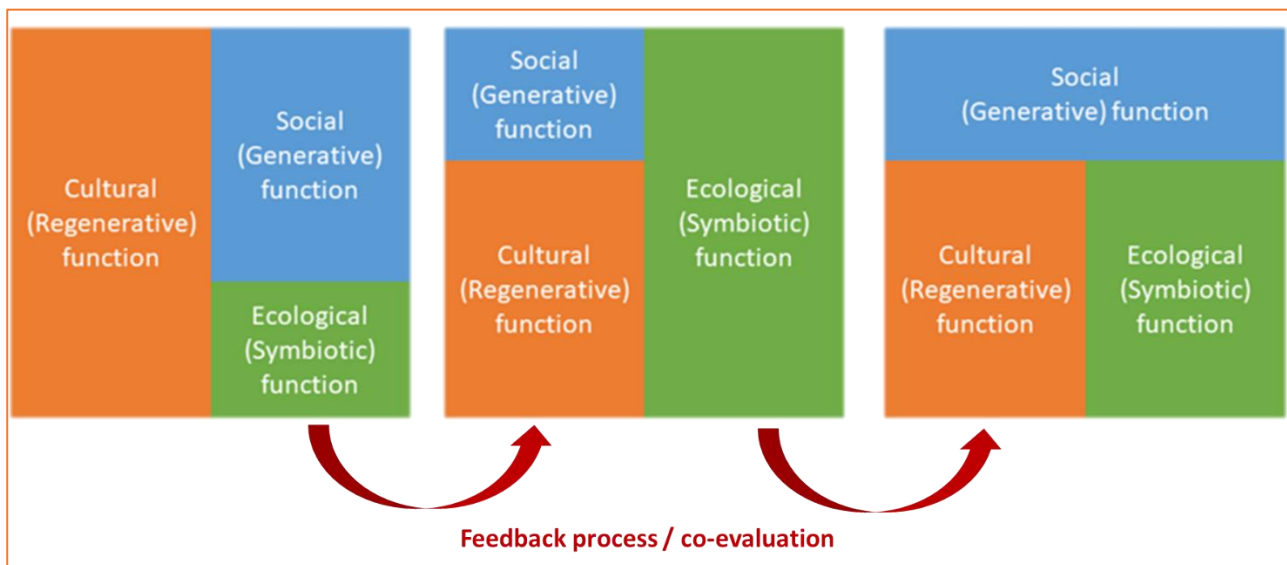 Cultural
(Regenerative)
function
Social
(Generative)
function
Ecological
(Symbiotic)
function
Social
(Generative)
function
Cultural
(Regenerative)
function
Ecological
(Symbiotic)
function
Social
(Generative) function
Cultural
(Regenerative)
function
Ecological
(Symbiotic)
function
Feedback process / co-evaluation